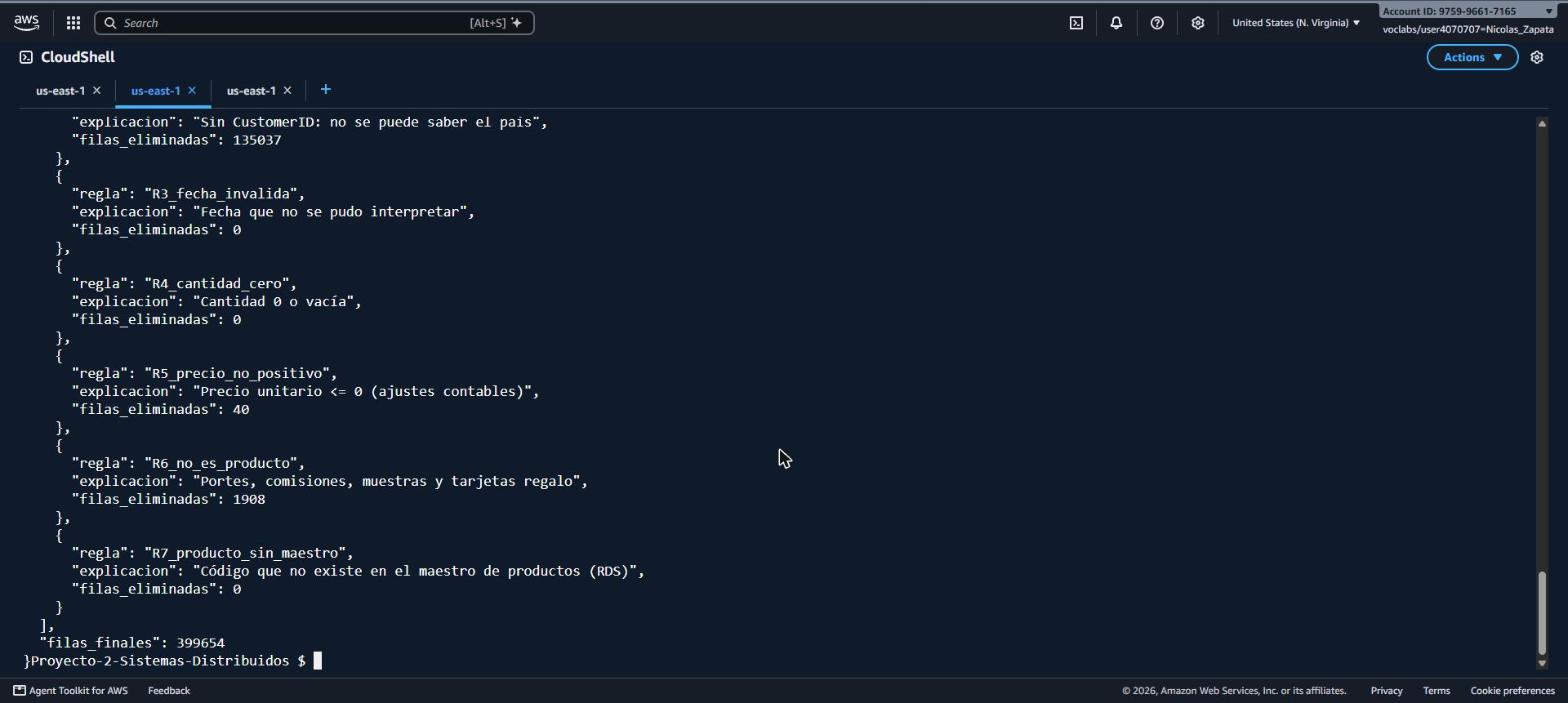 aws
Search
[Alt+S]
United States (N. Virginia)
Account ID: 9759-9661-7165
voclabs/user4070707=Nicolas_Zapata
CloudShell
Actions
us-east-1
us-east-1
us-east-1
"explicacion": "Sin CustomerID: no se puede saber el país",
"filas_eliminadas": 135037
},
{
"regla": "R3_fecha_invalida",
"explicacion": "Fecha que no se pudo interpretar",
"filas_eliminadas": 0
},
{
"regla": "R4_cantidad_cero",
"explicacion": "Cantidad 0 o vacía",
"filas_eliminadas": 0
},
{
"regla": "R5_precio_no_positivo",
"explicacion": "Precio unitario <= 0 (ajustes contables)",
"filas_eliminadas": 40
},
{
"regla": "R6_no_es_producto",
"explicacion": "Portes, comisiones, muestras y tarjetas regalo",
"filas_eliminadas": 1908
},
{
"regla": "R7_producto_sin_maestro",
"explicacion": "Código que no existe en el maestro de productos (RDS)",
"filas_eliminadas": 0
}
],
"filas_finales": 399654
}Proyecto-2-Sistemas-Distribuidos $
Agent Toolkit for AWS
Feedback
© 2026, Amazon Web Services, Inc. or its affiliates.
Privacy
Terms
Cookie preferences